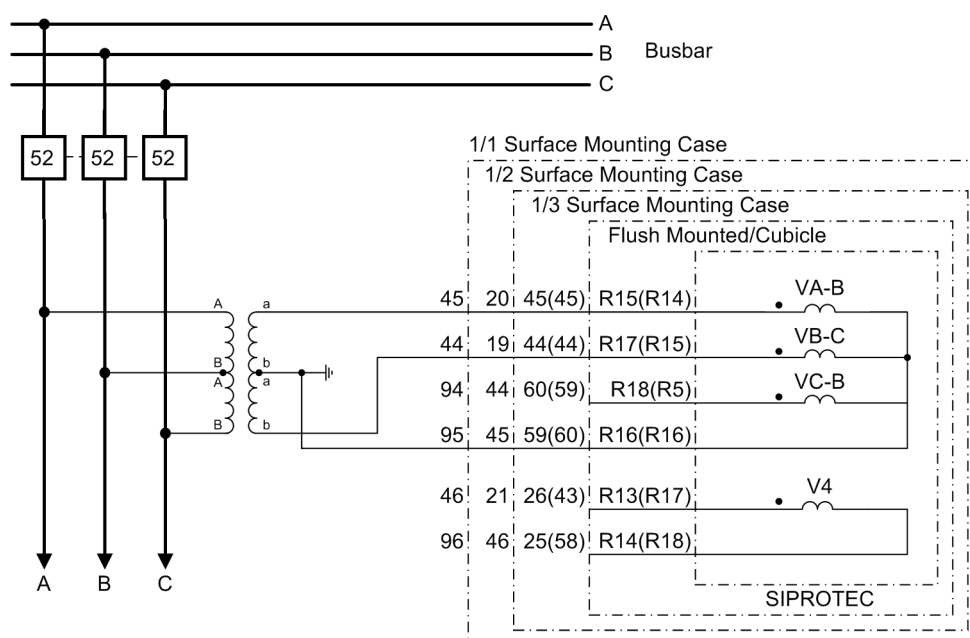 A
B Busbar
C
52 52 52
1/1 Surface Mounting Case
1/2 Surface Mounting Case
1/3 Surface Mounting Case
Flush Mounted/Cubicle
A a 45 20 45(45) R15(R14) VA-B
44 19 44(44) R17(R15) VB-C
B b
A a 94 44 60(59) R18(R5) VC-B
B b 95 45 59(60) R16(R16)
46 21 26(43) R13(R17) V4
96 46 25(58) R14(R18)
A B C
SIPROTEC